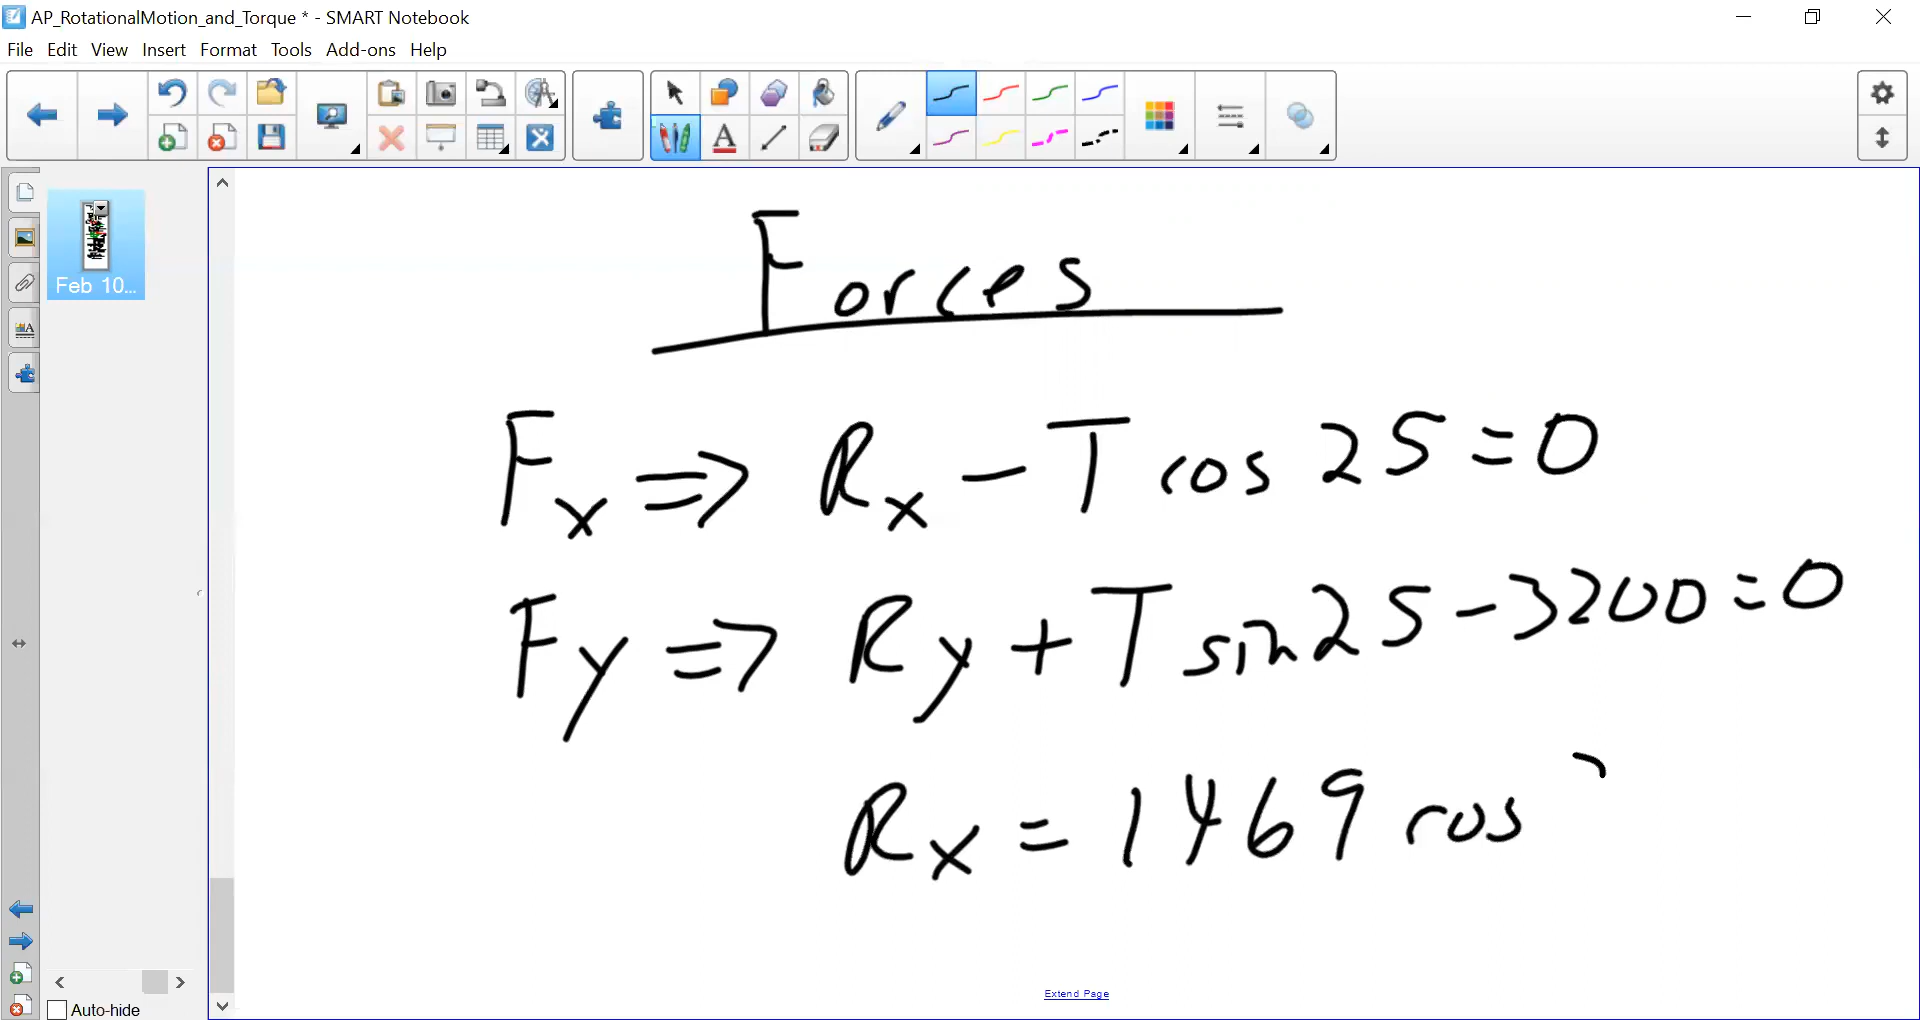 AP_RotationalMotion_and_Torque * - SMART Notebook
File Edit View Insert Format Tools Add-ons Help
Feb 10...
Forces
Fx => Rx - T cos 25 = 0
Fy => Ry + T sin 25 - 3200 = 0
Rx = 1469 cos
Extend Page
Auto-hide